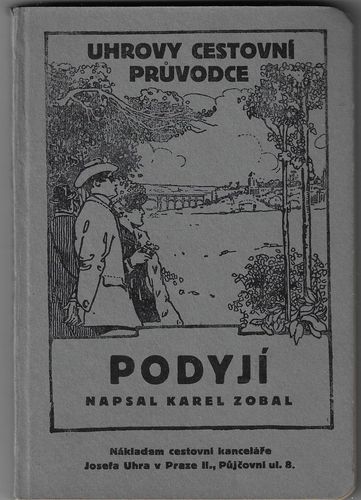 UHROVY CESTOVNÍ
PRŮVODCE
PODYJÍ
NAPSAL KAREL ZOBAL
Nákladem cestovní kanceláře
Josefa Uhra v Praze II., Půjčovní ul. 8.